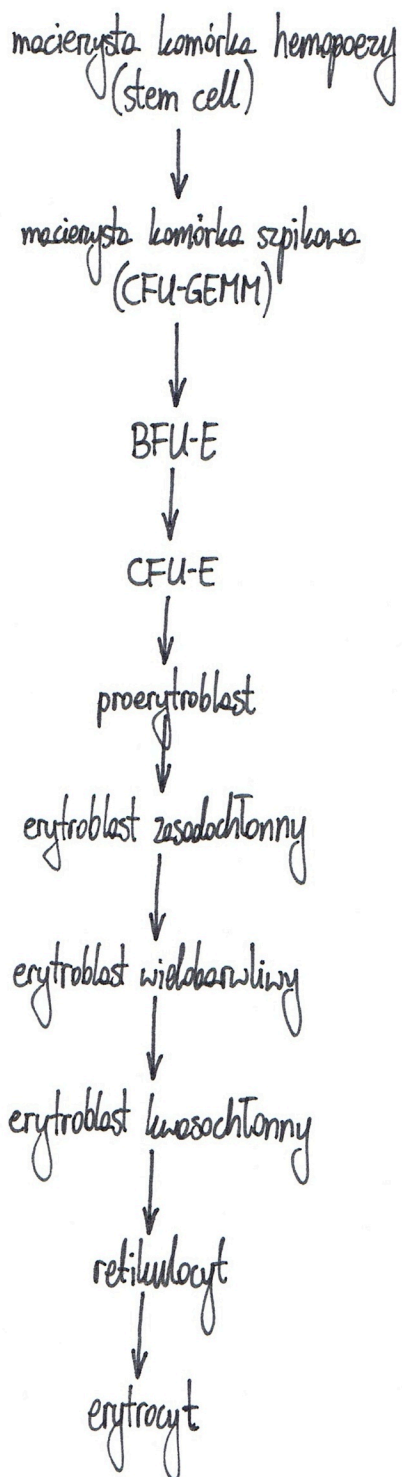 macierzysta komórka hemopoezy
(stem cell)
macierzysta komórka szpikowa
(CFU-GEMM)
BFU-E
CFU-E
proerytroblast
erytroblast zasadochłonny
erytroblast wielobarwliwy
erytroblast kwasochłonny
retikulocyt
erytrocyt